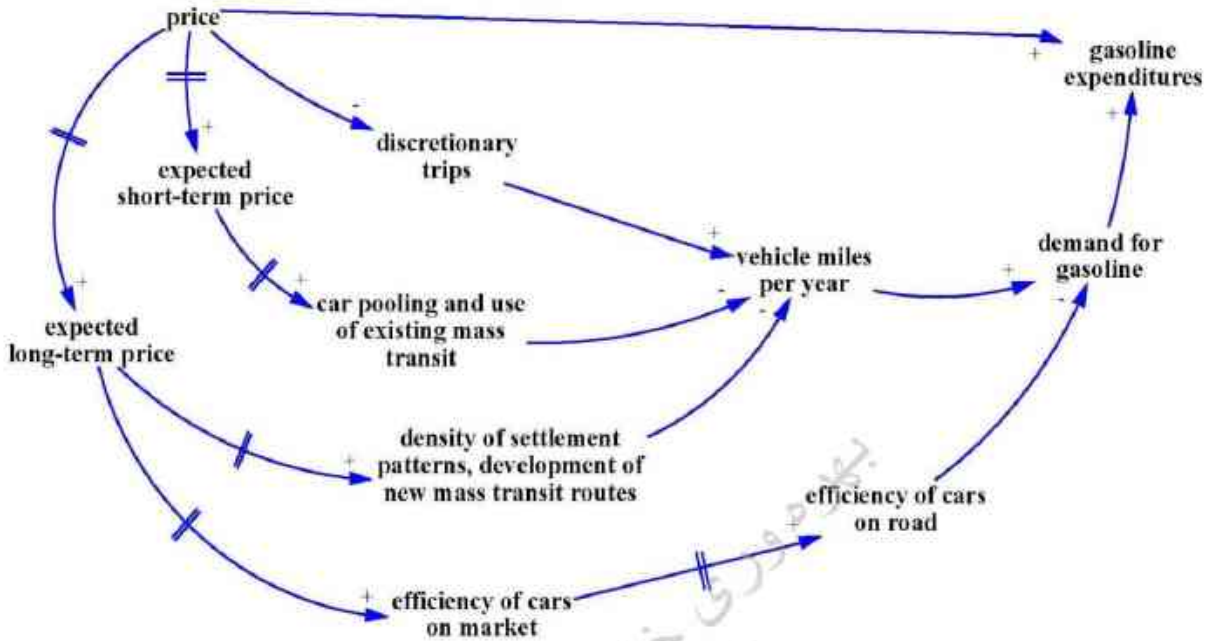 price
gasoline
expenditures
+
-
discretionary
trips
+
expected
short-term price
+
+
vehicle miles
per year
+
demand for
gasoline
-
+
car pooling and use
of existing mass
transit
-
-
+
expected
long-term price
+
density of settlement
patterns, development of
new mass transit routes
+
efficiency of cars
on road
+
efficiency of cars
on market
+
بهره وری